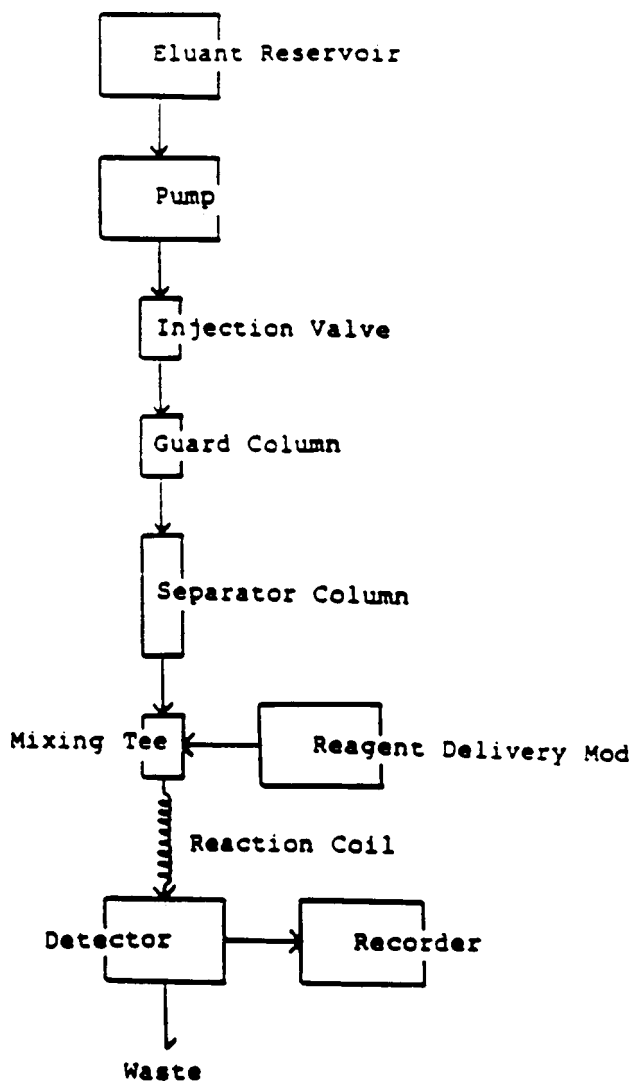 Eluant Reservoir
Pump
Injection Valve
Guard Column
Separator Column
Mixing Tee
Reagent Delivery Mod
Reaction Coil
Detector
Recorder
Waste